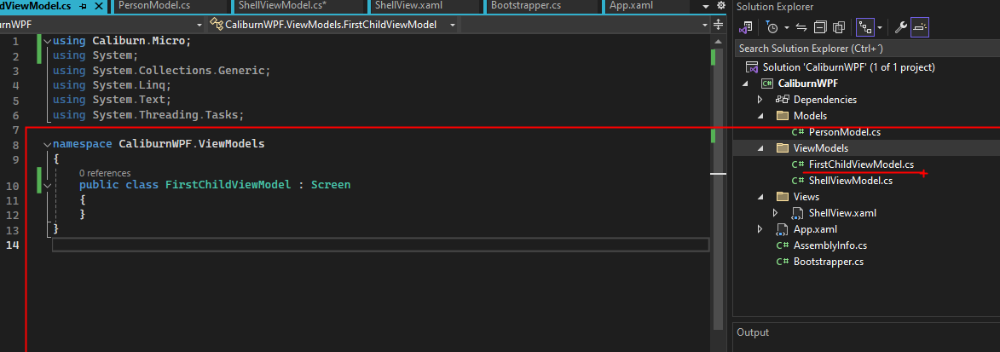 dViewModel.cs
PersonModel.cs
ShellViewModel.cs*
ShellView.xaml
Bootstrapper.cs
App.xaml
urnWPF
CaliburnWPF.ViewModels.FirstChildViewModel
1 using Caliburn.Micro;
2 using System;
3 using System.Collections.Generic;
4 using System.Linq;
5 using System.Text;
6 using System.Threading.Tasks;
7
8 namespace CaliburnWPF.ViewModels
9 {
0 references
10 public class FirstChildViewModel : Screen
11 {
12 }
13 }
14
Solution Explorer
Search Solution Explorer (Ctrl+´)
Solution 'CaliburnWPF' (1 of 1 project)
C# CaliburnWPF
Dependencies
Models
C# PersonModel.cs
ViewModels
C# FirstChildViewModel.cs
C# ShellViewModel.cs
Views
ShellView.xaml
App.xaml
C# AssemblyInfo.cs
C# Bootstrapper.cs
Output